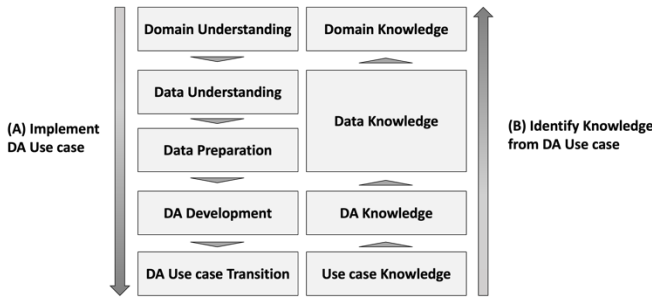 Domain Understanding
Domain Knowledge
Data Understanding
Data Knowledge
Data Preparation
DA Development
DA Knowledge
DA Use case Transition
Use case Knowledge
(A) Implement
DA Use case
(B) Identify Knowledge
from DA Use case